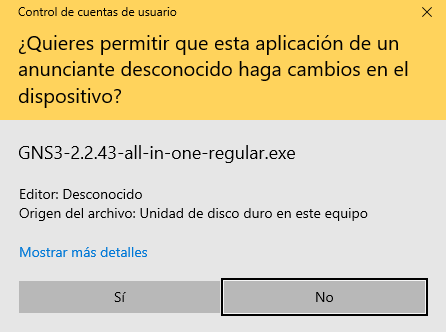 Control de cuentas de usuario
¿Quieres permitir que esta aplicación de un
anunciante desconocido haga cambios en el
dispositivo?
GNS3-2.2.43-all-in-one-regular.exe
Editor: Desconocido
Origen del archivo: Unidad de disco duro en este equipo
Mostrar más detalles
Sí
No